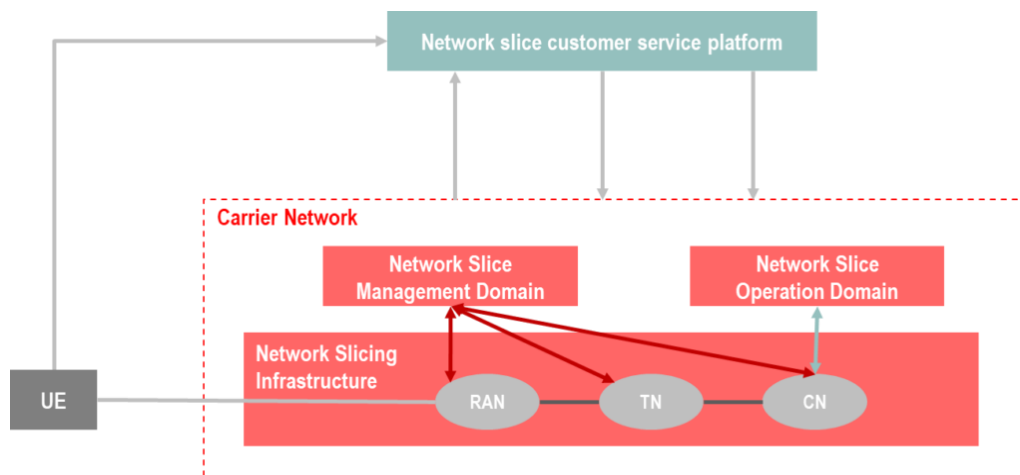 Network slice customer service platform
Carrier Network
Network Slice
Management Domain
Network Slice
Operation Domain
Network Slicing
Infrastructure
UE
RAN
TN
CN